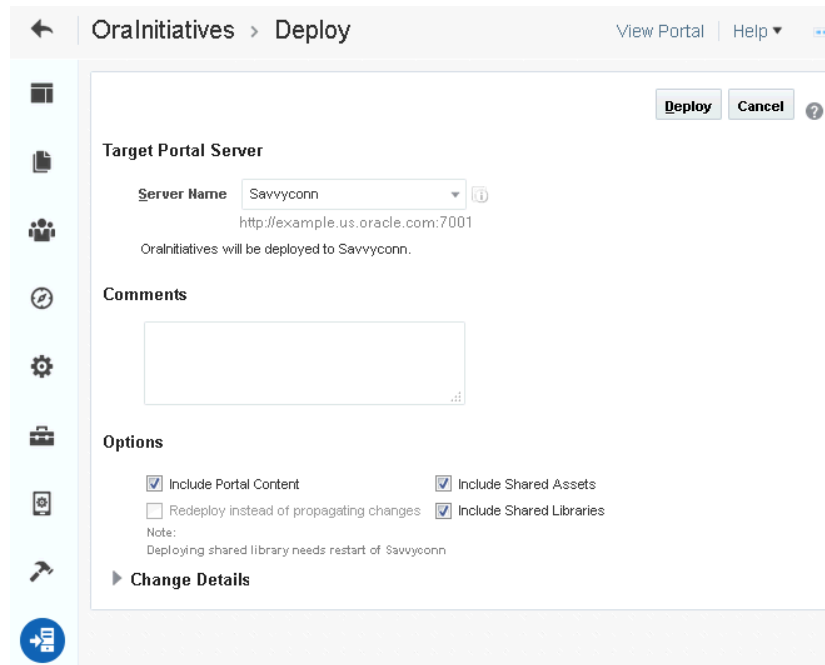 OraInitiatives > Deploy View Portal Help
Deploy Cancel
Target Portal Server
Server Name Savvyconn
http://example.us.oracle.com:7001
OraInitiatives will be deployed to Savvyconn.
Comments
Options
Include Portal Content Include Shared Assets
Redeploy instead of propagating changes Include Shared Libraries
Note:
Deploying shared library needs restart of Savvyconn
Change Details